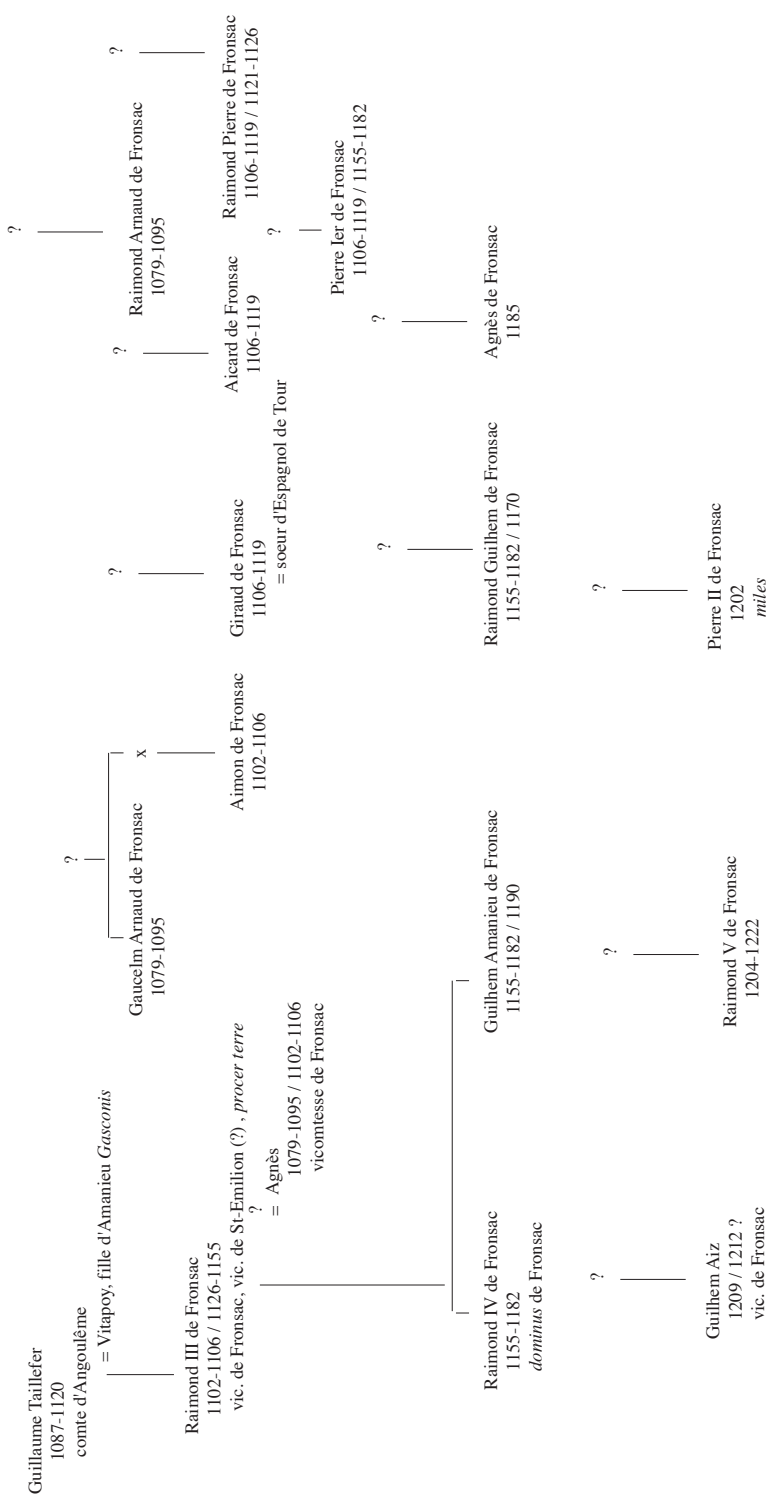 Guillaume Taillefer
1087-1120
comte d'Angoulême
= Vitapoy, fille d'Amanieu Gasconis
Raimond III de Fronsac
1102-1106 / 1126-1155
vic. de Fronsac, vic. de St-Emilion (?) , procer terre
?
= Agnès
1079-1095 / 1102-1106
vicomtesse de Fronsac
?
Gaucelm Arnaud de Fronsac
1079-1095
x
Aimon de Fronsac
1102-1106
?
Giraud de Fronsac
1106-1119
= soeur d'Espagnol de Tour
?
Aicard de Fronsac
1106-1119
?
Raimond Arnaud de Fronsac
1079-1095
?
Raimond Pierre de Fronsac
1106-1119 / 1121-1126
?
Pierre Ier de Fronsac
1106-1119 / 1155-1182
Raimond IV de Fronsac
1155-1182
dominus de Fronsac
Guilhem Amanieu de Fronsac
1155-1182 / 1190
?
Raimond Guilhem de Fronsac
1155-1182 / 1170
?
Agnès de Fronsac
1185
?
Guilhem Aiz
1209 / 1212 ?
vic. de Fronsac
?
Raimond V de Fronsac
1204-1222
?
Pierre II de Fronsac
1202
miles